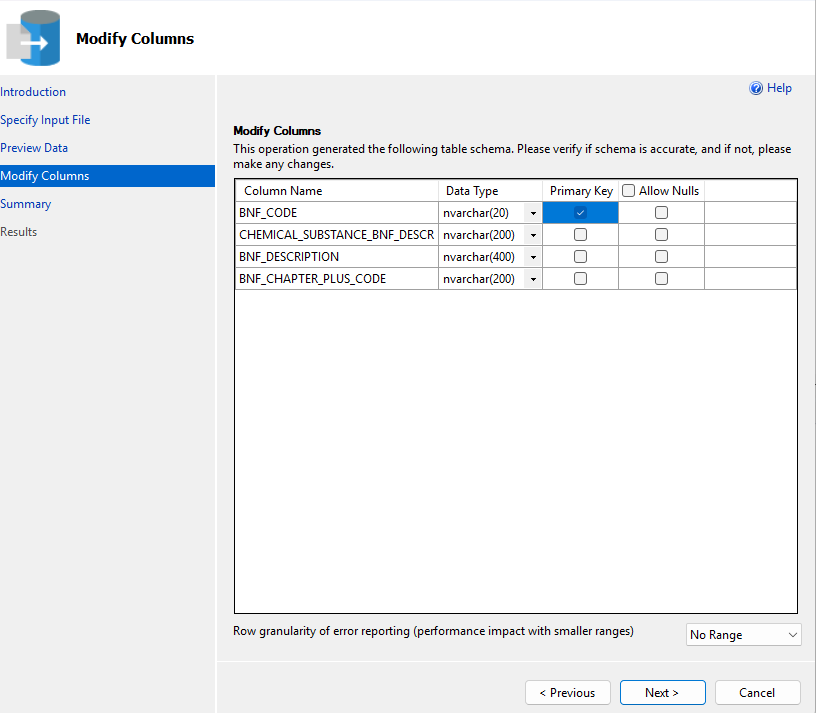 Modify Columns
Help
Introduction
Specify Input File
Preview Data
Modify Columns
Summary
Results
Modify Columns
This operation generated the following table schema. Please verify if schema is accurate, and if not, please
make any changes.
Column Name Data Type Primary Key Allow Nulls
BNF_CODE nvarchar(20)
CHEMICAL_SUBSTANCE_BNF_DESCR nvarchar(200)
BNF_DESCRIPTION nvarchar(400)
BNF_CHAPTER_PLUS_CODE nvarchar(200)
Row granularity of error reporting (performance impact with smaller ranges) No Range
< Previous Next > Cancel